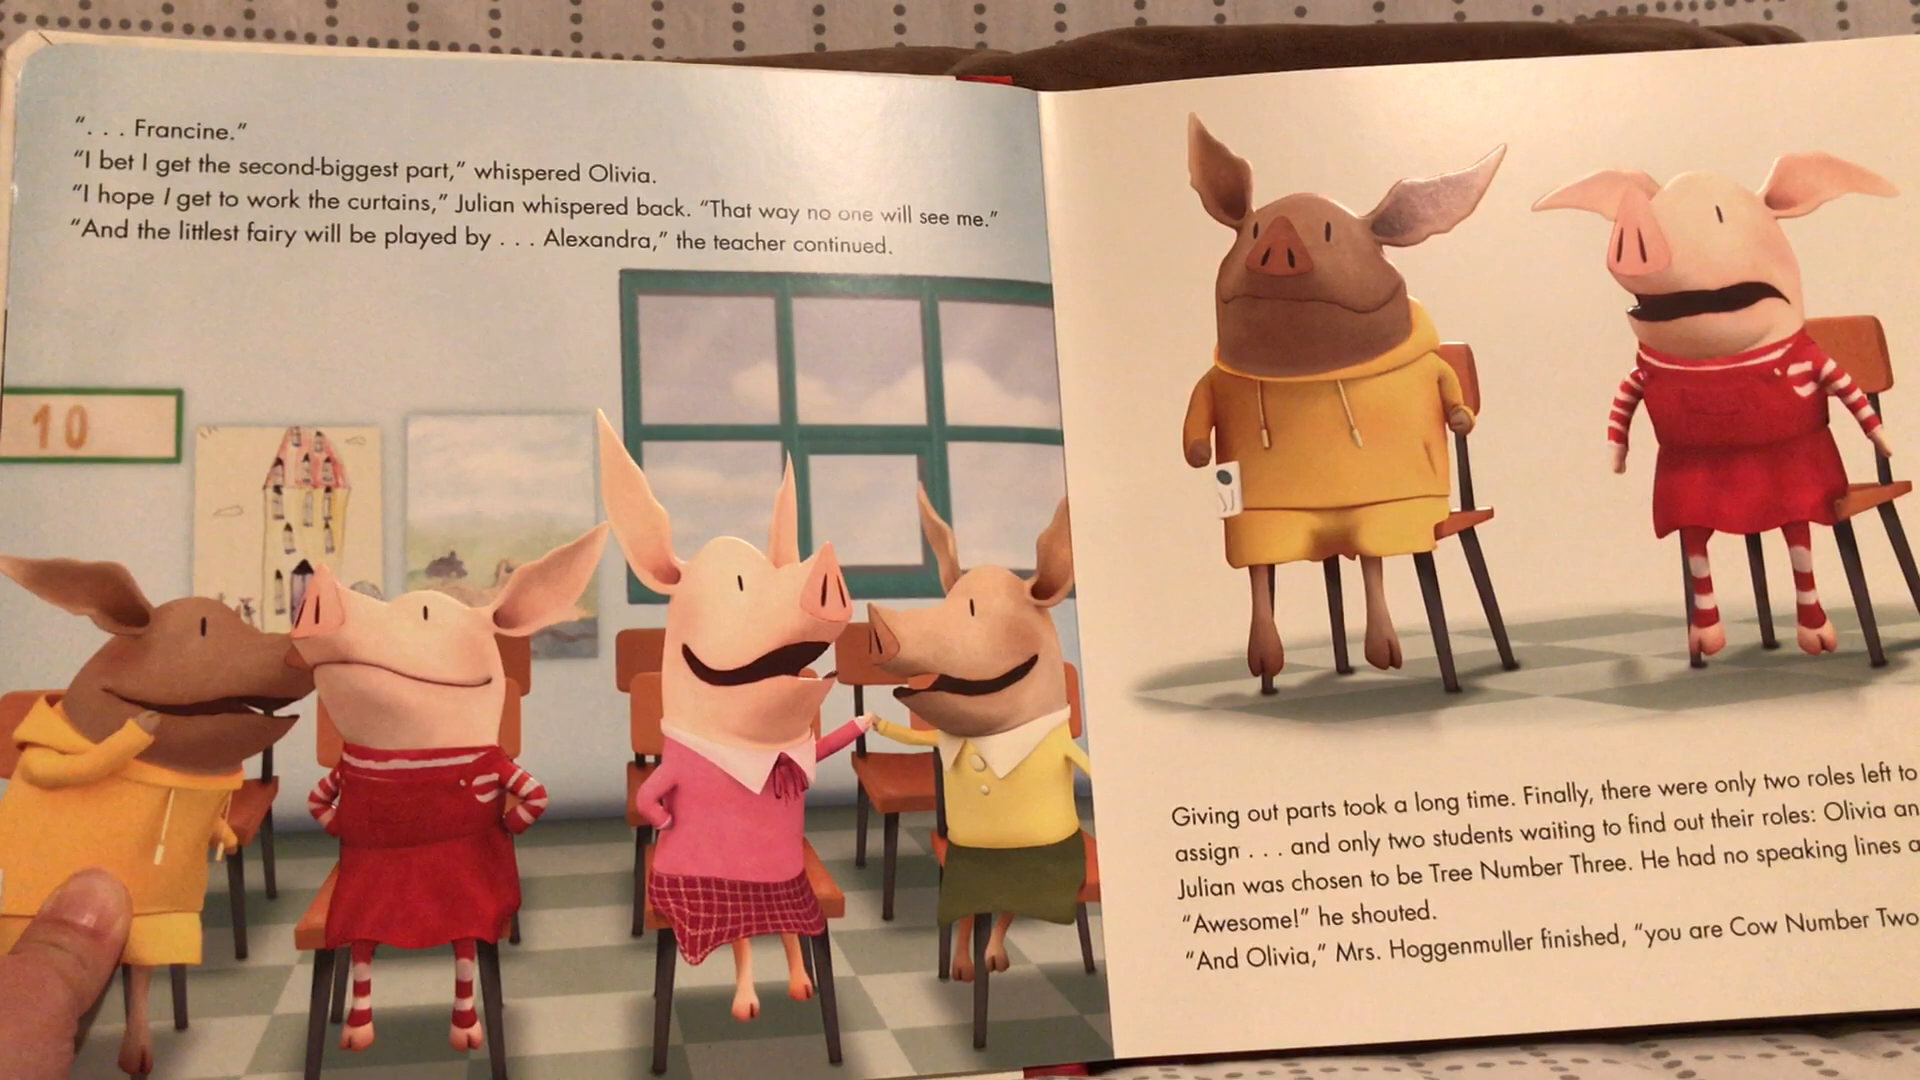 “. . . Francine.”
“I bet I get the second-biggest part,” whispered Olivia.
“I hope I get to work the curtains,” Julian whispered back. “That way no one will see me.”
“And the littlest fairy will be played by . . . Alexandra,” the teacher continued.
10
Giving out parts took a long time. Finally, there were only two roles left to
assign . . . and only two students waiting to find out their roles: Olivia an
Julian was chosen to be Tree Number Three. He had no speaking lines a
“Awesome!” he shouted.
“And Olivia,” Mrs. Hoggenmuller finished, “you are Cow Number Two